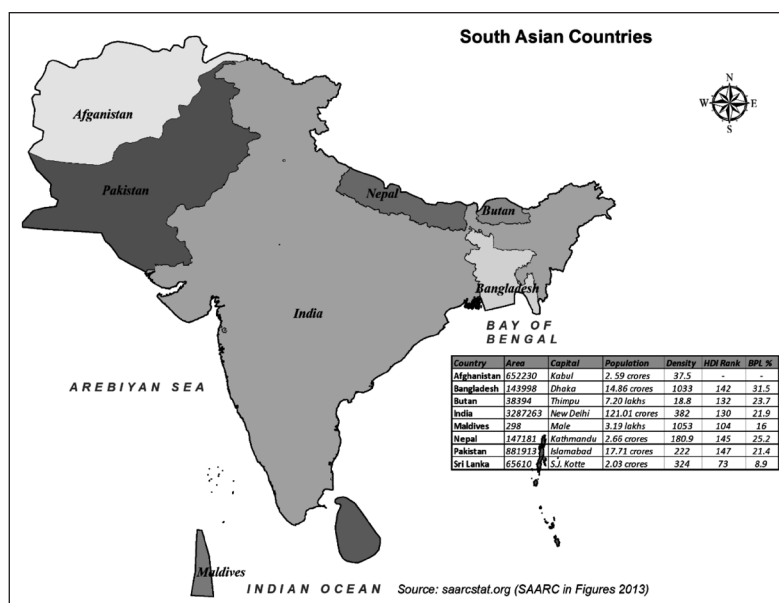 South Asian Countries
N
W E
S
Afganistan
Pakistan
Nepal
Butan
Bangladesh
India
BAY OF
BENGAL
AREBIYAN SEA
Country Area Capital Population Density HDI Rank BPL %
Afghanistan 652230 Kabul 2. 59 crores 37.5 - -
Bangladesh 143998 Dhaka 14.86 crores 1033 142 31.5
Butan 38394 Thimpu 7.20 lakhs 18.8 132 23.7
India 3287263 New Delhi 121.01 crores 382 130 21.9
Maldives 298 Male 3.19 lakhs 1053 104 16
Nepal 147181 Kathmandu 2.66 crores 180.9 145 25.2
Pakistan 881913 Islamabad 17.71 crores 222 147 21.4
Sri Lanka 65610 S.J. Kotte 2.03 crores 324 73 8.9
Maldives
INDIAN OCEAN Source: saarcstat.org (SAARC in Figures 2013)